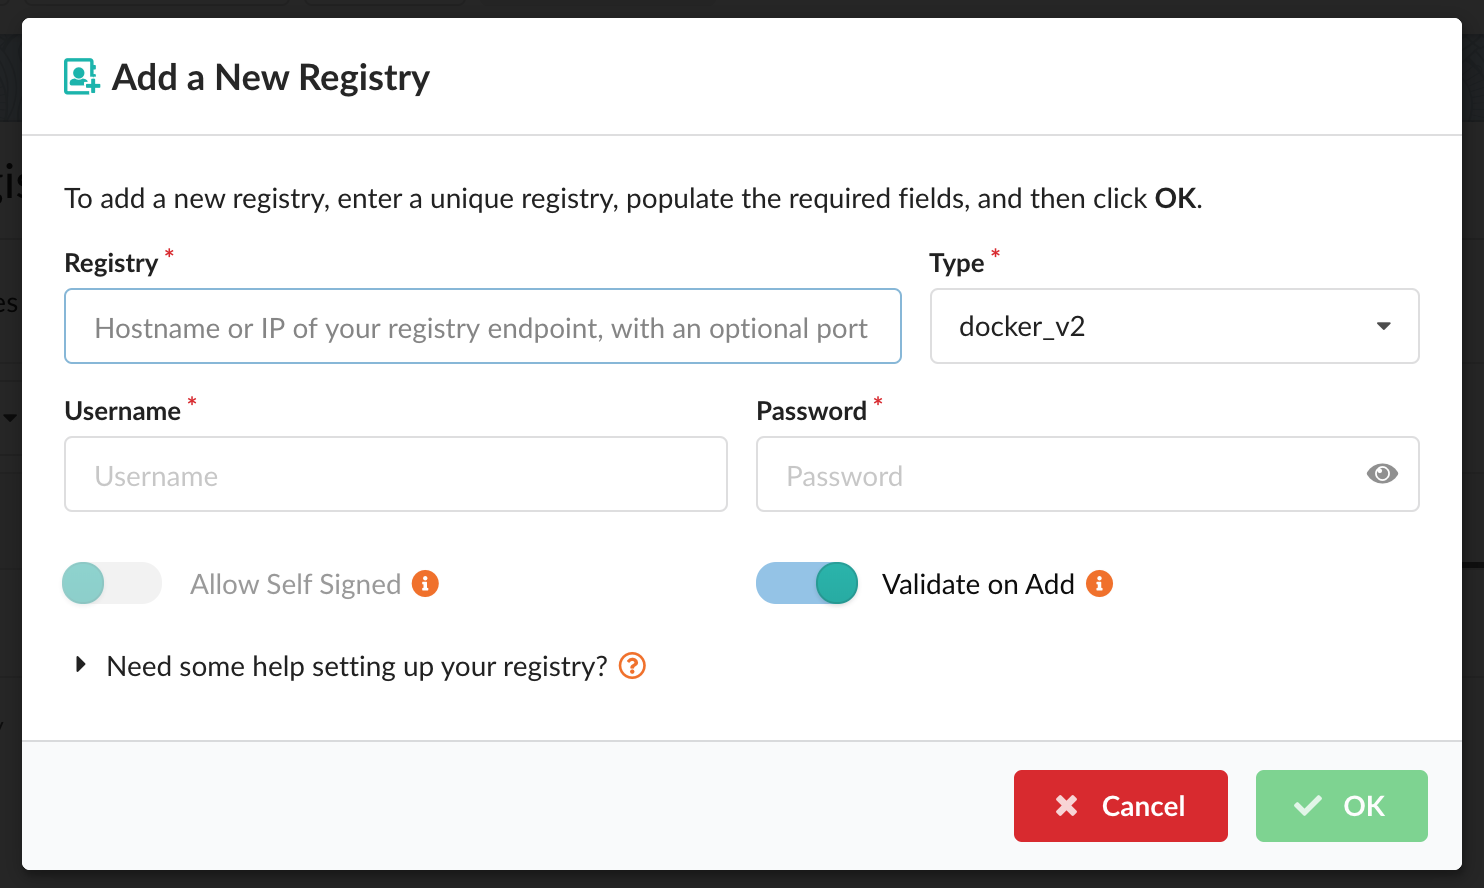 Add a New Registry
To add a new registry, enter a unique registry, populate the required fields, and then click OK.
Registry *
Type *
Hostname or IP of your registry endpoint, with an optional port
docker_v2
Username *
Password *
Username
Password
Allow Self Signed
Validate on Add
Need some help setting up your registry?
Cancel
OK